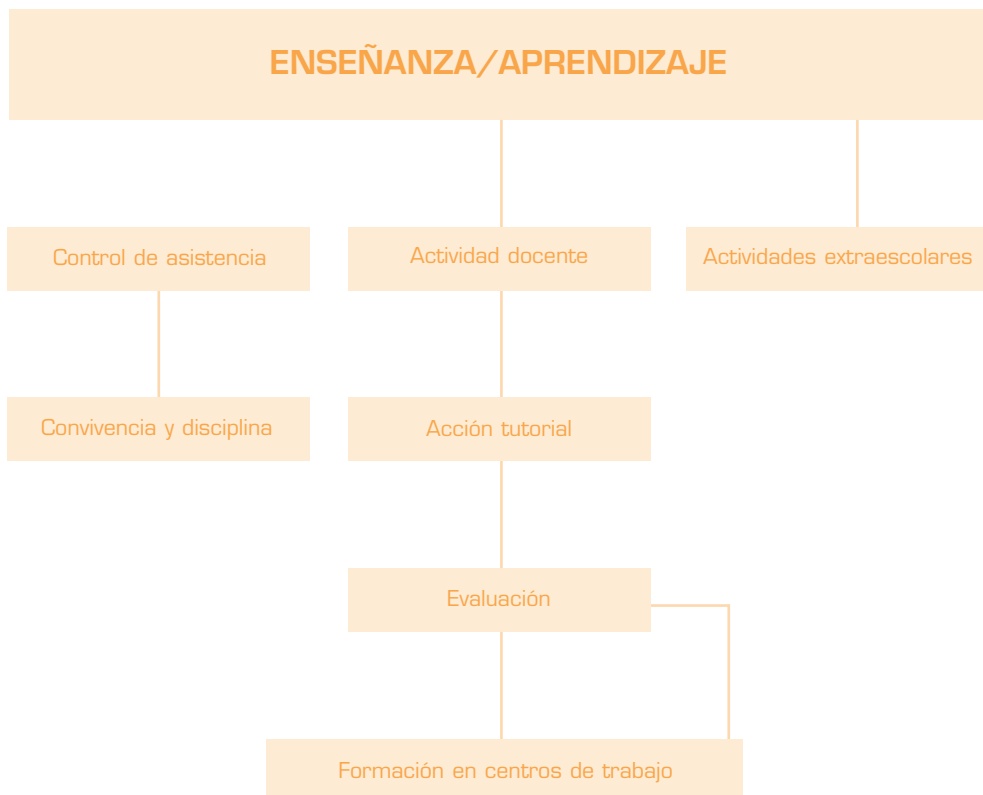 ENSEÑANZA/APRENDIZAJE
Control de asistencia
Actividad docente
Actividades extraescolares
Convivencia y disciplina
Acción tutorial
Evaluación
Formación en centros de trabajo